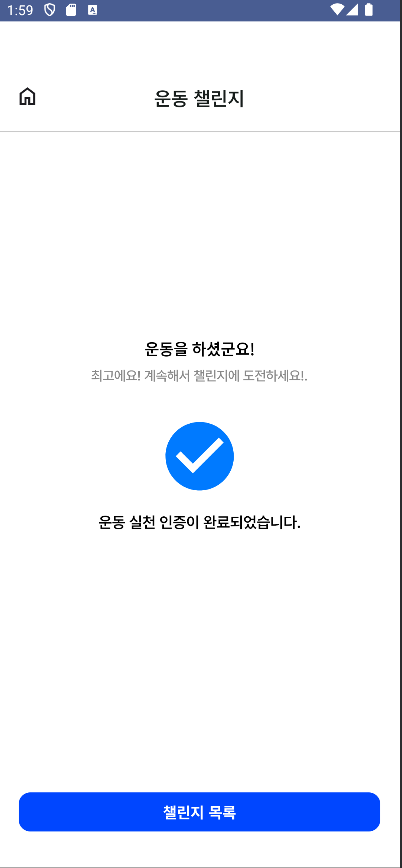 1:59
운동 챌린지
운동을 하셨군요!
최고에요! 계속해서 챌린지에 도전하세요!.
운동 실천 인증이 완료되었습니다.
챌린지 목록